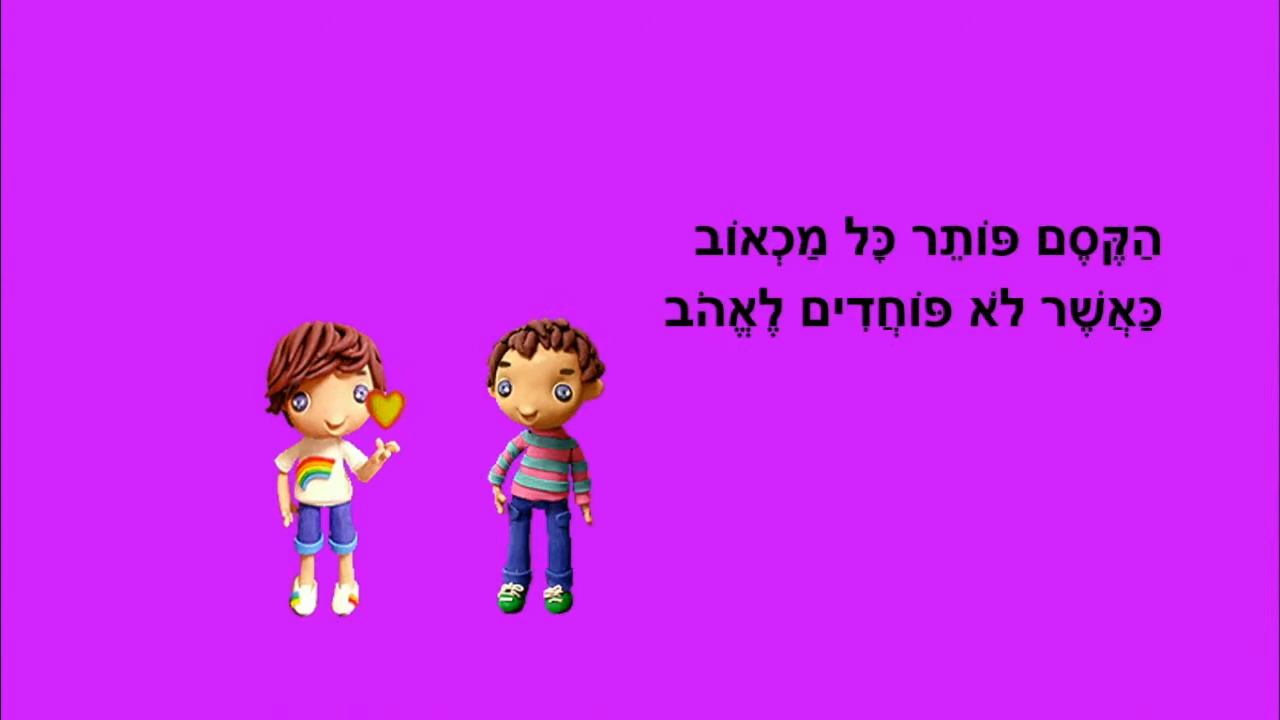 הַקֶּסֶם פּוֹתֵר כָּל מַכְאוֹב
כַּאֲשֶׁר לֹא פּוֹחֲדִים לֶאֱהֹב